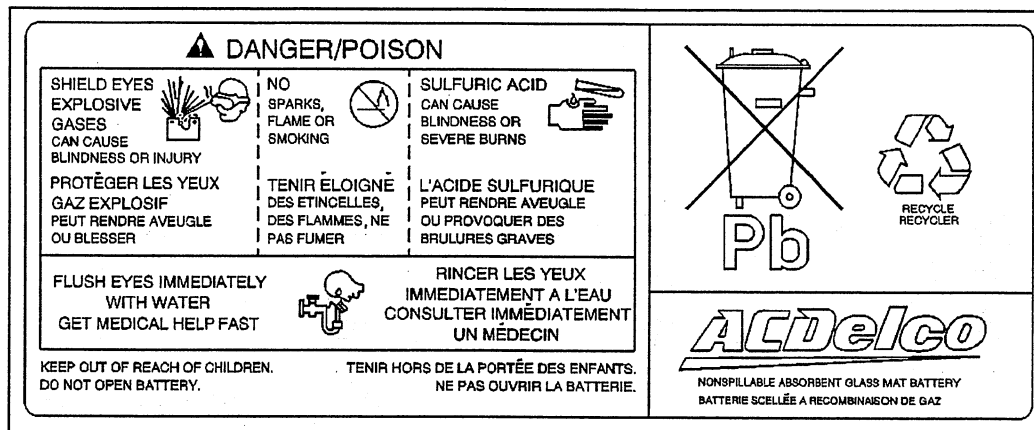 DANGER/POISON
SHIELD EYES
EXPLOSIVE
GASES
CAN CAUSE
BLINDNESS OR INJURY
PROTÉGER LES YEUX
GAZ EXPLOSIF
PEUT RENDRE AVEUGLE
OU BLESSER
NO
SPARKS,
FLAME OR
SMOKING
TENIR ÉLOIGNÉ
DES ETINCELLES,
DES FLAMMES, NE
PAS FUMER
SULFURIC ACID
CAN CAUSE
BLINDNESS OR
SEVERE BURNS
L'ACIDE SULFURIQUE
PEUT RENDRE AVEUGLE
OU PROVOQUER DES
BRULURES GRAVES
FLUSH EYES IMMEDIATELY
WITH WATER
GET MEDICAL HELP FAST
RINCER LES YEUX
IMMEDIATEMENT A L'EAU
CONSULTER IMMÉDIATEMENT
UN MÉDECIN
KEEP OUT OF REACH OF CHILDREN.
DO NOT OPEN BATTERY.
TENIR HORS DE LA PORTÉE DES ENFANTS.
NE PAS OUVRIR LA BATTERIE.
Pb
RECYCLE
RECYCLER
ACDelco
NONSPILLABLE ABSORBENT GLASS MAT BATTERY
BATTERIE SCELLÉE A RECOMBINAISON DE GAZ